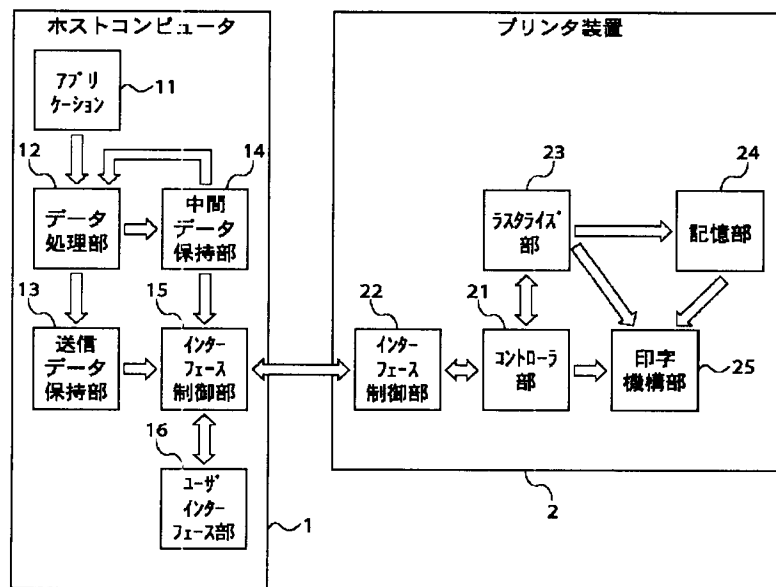 ホストコンピュータ
プリンタ装置
アプリ
ケーション
11
12
データ
処理部
14
中間
データ
保持部
13
送信
データ
保持部
15
インター
フェース
制御部
16
ユーザ
インター
フェース部
1
22
インター
フェース
制御部
21
コントローラ
部
23
ラスタライズ
部
24
記憶部
印字
機構部
25
2